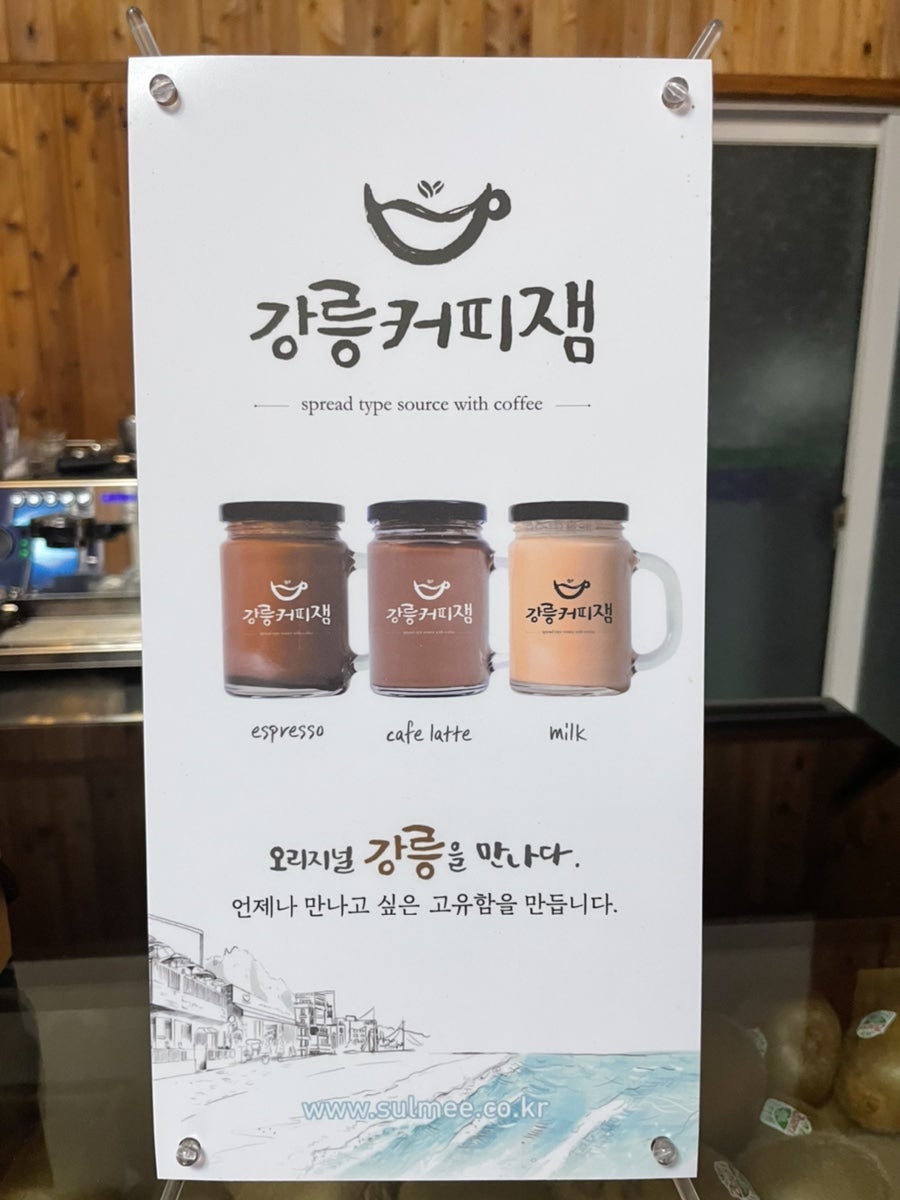 강릉커피잼
spread type source with coffee
강릉커피잼
강릉커피잼
강릉커피잼
espresso
cafe latte
milk
오리지널 강릉을 만나다.
언제나 만나고 싶은 고유함을 만듭니다.
www.sulmee.co.kr